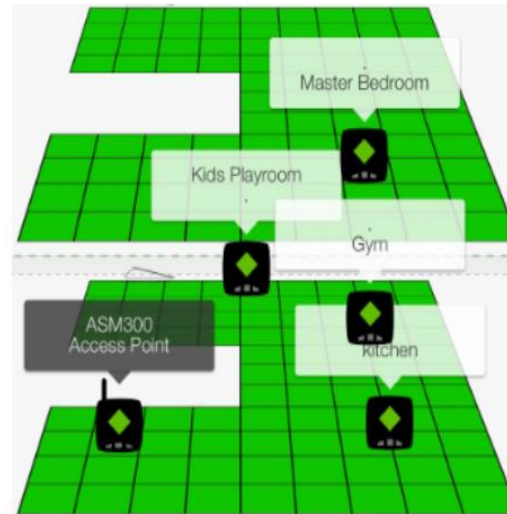 Master Bedroom
Kids Playroom
Gym
ASM300
Access Point
kitchen